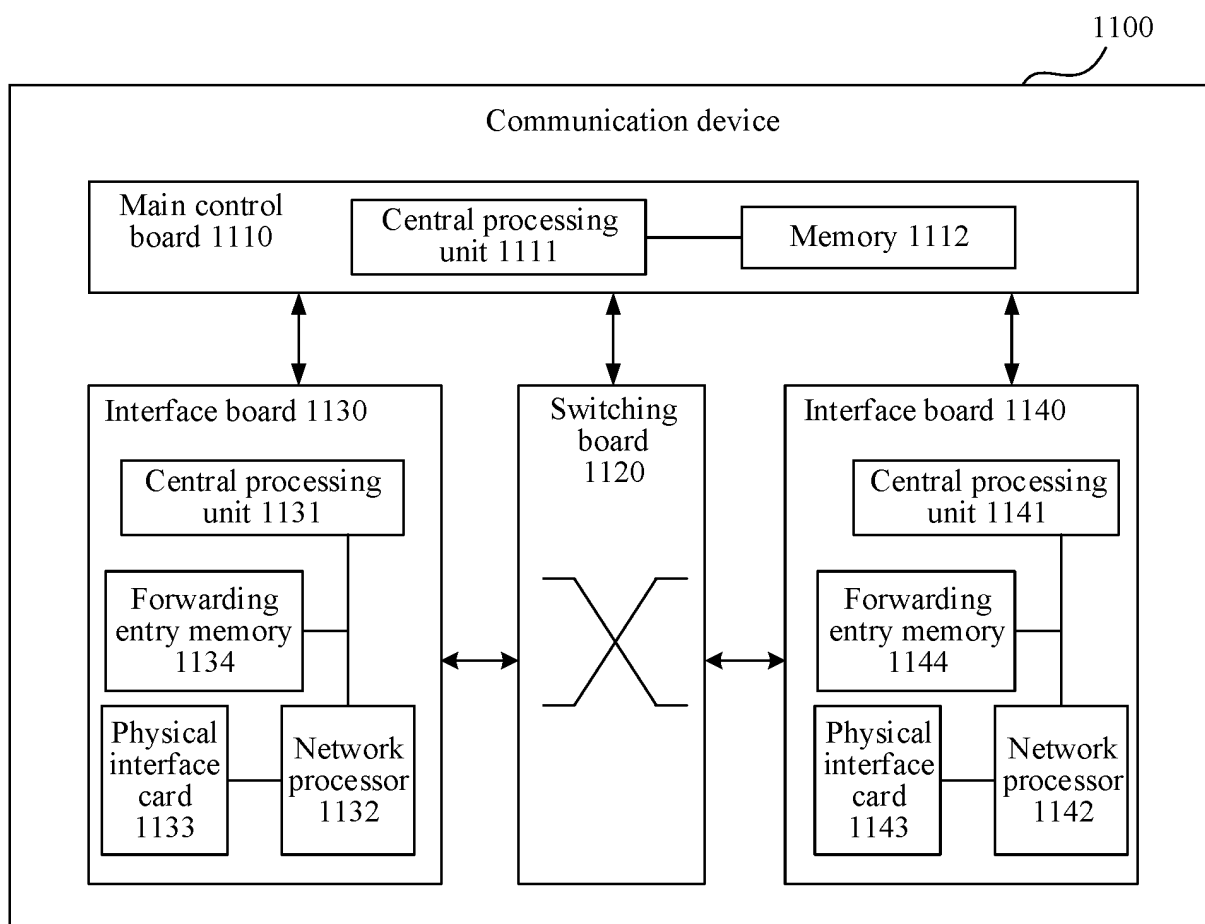 1100
Communication device
Main control
board 1110
Central processing
unit 1111
Memory 1112
Interface board 1130
Central processing
unit 1131
Forwarding
entry memory
1134
Physical
interface
card
1133
Network
processor
1132
Switching
board
1120
Interface board 1140
Central processing
unit 1141
Forwarding
entry memory
1144
Physical
interface
card
1143
Network
processor
1142